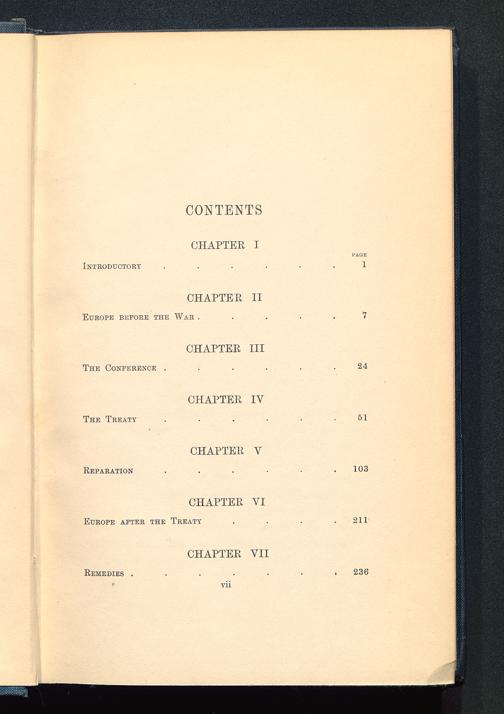 CONTENTS
CHAPTER I
PAGE
INTRODUCTORY . . . . . . 1
CHAPTER II
EUROPE BEFORE THE WAR . . . . . 7
CHAPTER III
THE CONFERENCE . . . . . . 24
CHAPTER IV
THE TREATY . . . . . . 51
CHAPTER V
REPARATION . . . . . . 103
CHAPTER VI
EUROPE AFTER THE TREATY . . . . 211
CHAPTER VII
REMEDIES . . . . . . . 236
vii